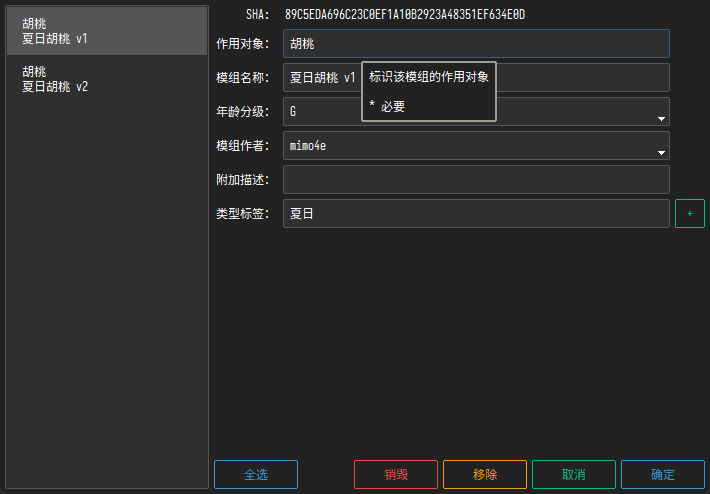 胡桃
夏日胡桃 v1
胡桃
夏日胡桃 v2
SHA: 89C5EDA696C23C0EF1A10B2923A48351EF634E0D
作用对象: 胡桃
模组名称: 夏日胡桃 v1
标识该模组的作用对象
* 必要
年龄分级: G
模组作者: mimo4e
附加描述:
类型标签: 夏日 +
全选 销毁 移除 取消 确定